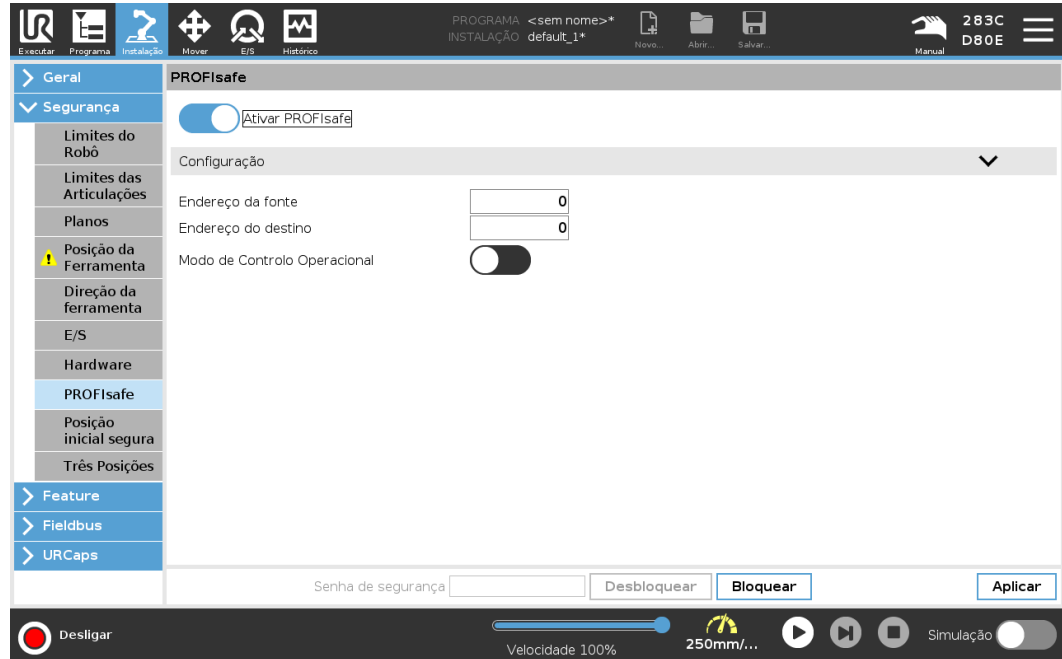 UR
PROGRAMA <sem nome>*
INSTALAÇÃO default_1*
283C
D80E
Executar Programa Instalação Mover E/S Histórico Novo... Abrir... Salvar... Manual
Geral
Segurança
Limites do
Robô
Limites das
Articulações
Planos
Posição da
Ferramenta
Direção da
ferramenta
E/S
Hardware
PROFIsafe
Posição
inicial segura
Três Posições
Feature
Fieldbus
URCaps
PROFIsafe
Ativar PROFIsafe
Configuração
Endereço da fonte 0
Endereço do destino 0
Modo de Controlo Operacional
Senha de segurança Desbloquear Bloquear Aplicar
Desligar
Velocidade 100%
250mm/...
Simulação